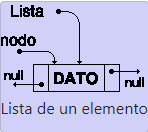 Lista
nodo
null
DATO
null
Lista de un elemento